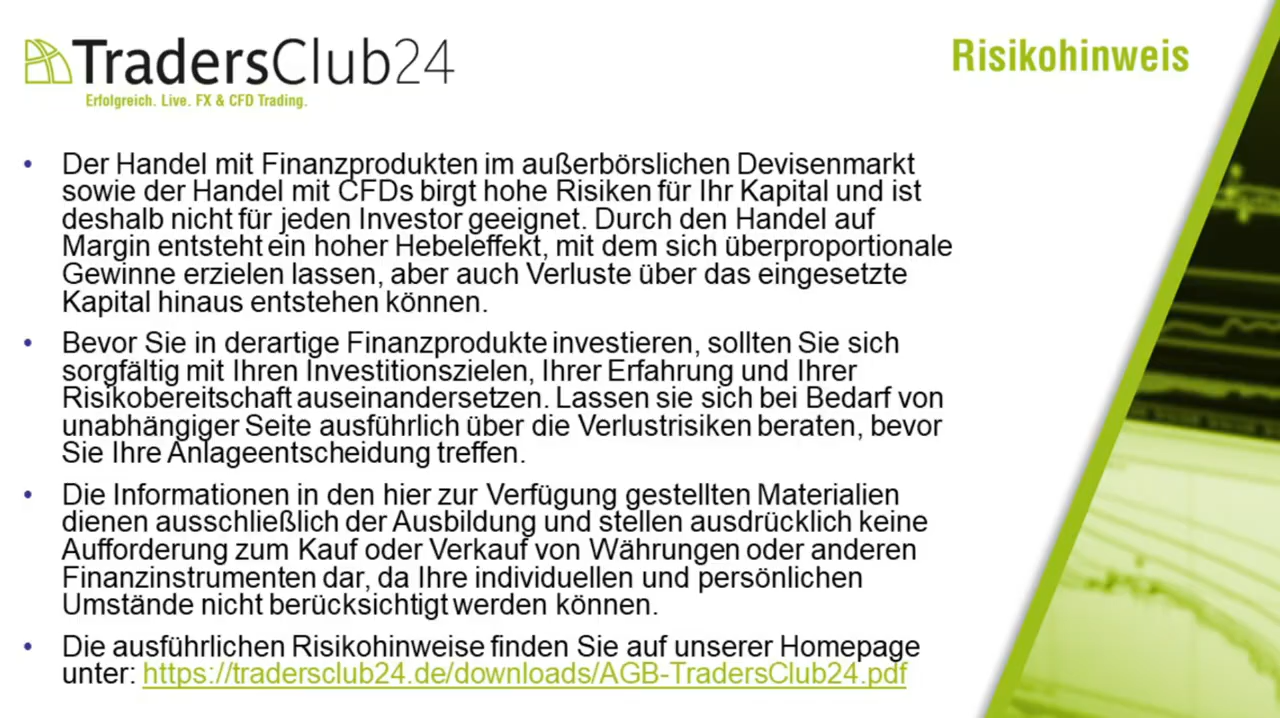 TradersClub24
Erfolgreich. Live. FX & CFD Trading.
Risikohinweis
• Der Handel mit Finanzprodukten im außerbörslichen Devisenmarkt
sowie der Handel mit CFDs birgt hohe Risiken für Ihr Kapital und ist
deshalb nicht für jeden Investor geeignet. Durch den Handel auf
Margin entsteht ein hoher Hebeleffekt, mit dem sich überproportionale
Gewinne erzielen lassen, aber auch Verluste über das eingesetzte
Kapital hinaus entstehen können.
• Bevor Sie in derartige Finanzprodukte investieren, sollten Sie sich
sorgfältig mit Ihren Investitionszielen, Ihrer Erfahrung und Ihrer
Risikobereitschaft auseinandersetzen. Lassen sie sich bei Bedarf von
unabhängiger Seite ausführlich über die Verlustrisiken beraten, bevor
Sie Ihre Anlageentscheidung treffen.
• Die Informationen in den hier zur Verfügung gestellten Materialien
dienen ausschließlich der Ausbildung und stellen ausdrücklich keine
Aufforderung zum Kauf oder Verkauf von Währungen oder anderen
Finanzinstrumenten dar, da Ihre individuellen und persönlichen
Umstände nicht berücksichtigt werden können.
• Die ausführlichen Risikohinweise finden Sie auf unserer Homepage
unter: https://tradersclub24.de/downloads/AGB-TradersClub24.pdf